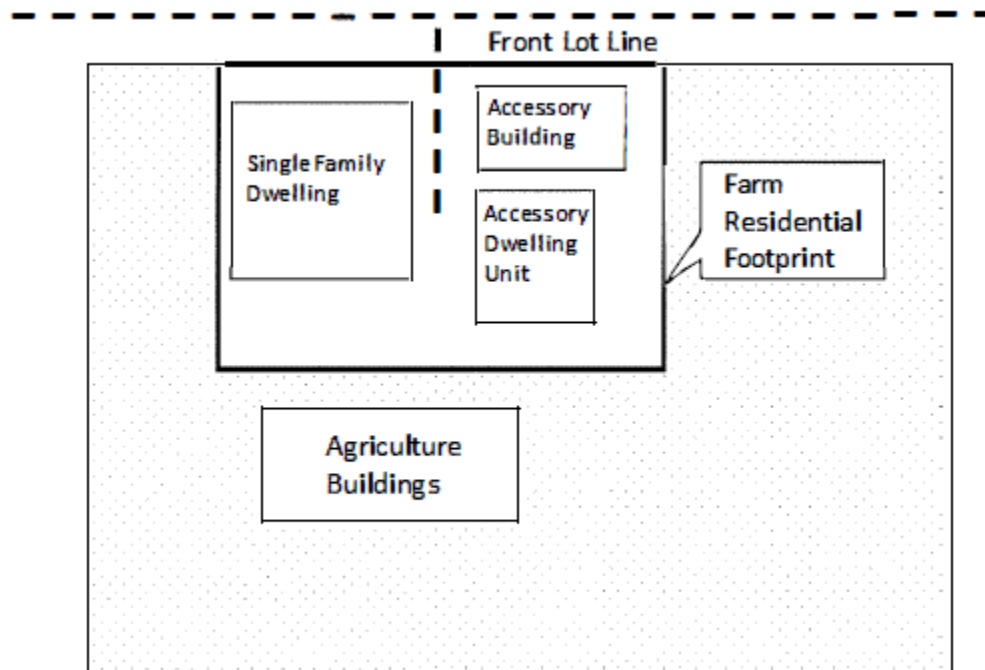 Front Lot Line
Single Family
Dwelling
Accessory
Building
Accessory
Dwelling
Unit
Farm
Residential
Footprint
Agriculture
Buildings